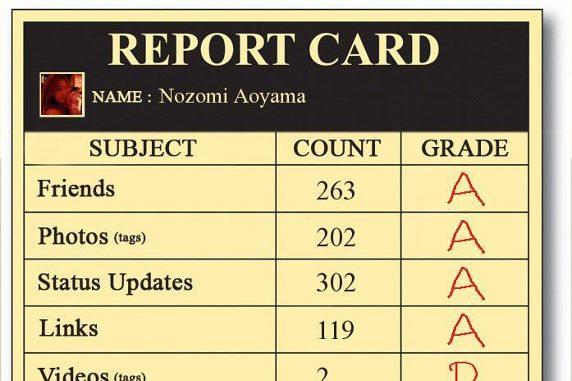 REPORT CARD
NAME : Nozomi Aoyama
SUBJECT COUNT GRADE
Friends 263 A
Photos (tags) 202 A
Status Updates 302 A
Links 119 A
Videos (tags) 2